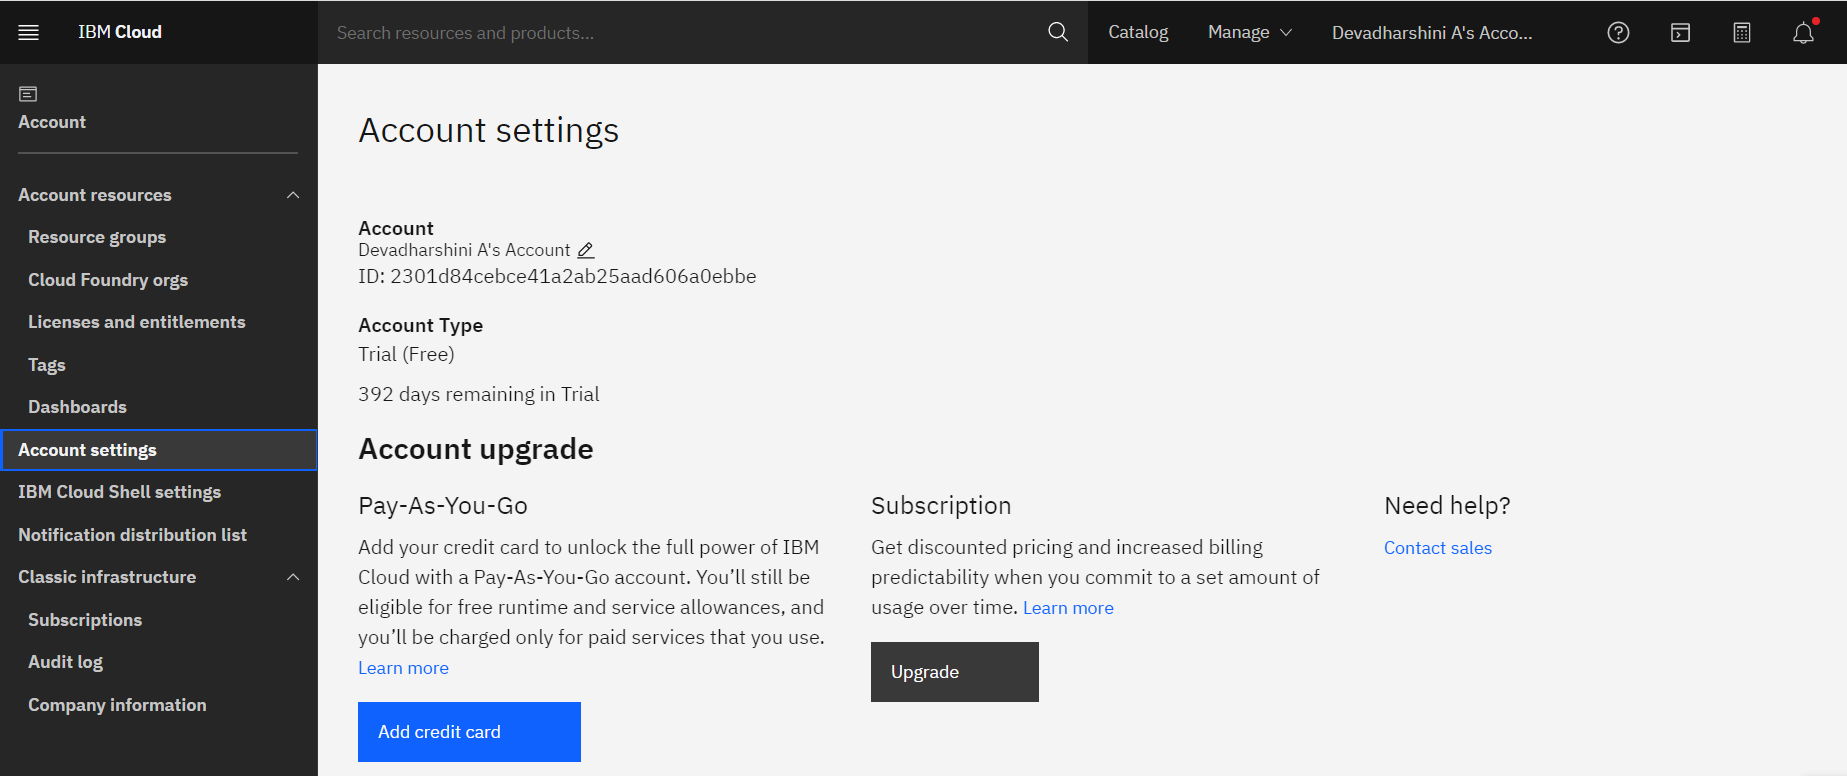 IBM Cloud
Search resources and products...
Catalog
Manage
Devadharshini A's Acco...
Account
Account resources
Resource groups
Cloud Foundry orgs
Licenses and entitlements
Tags
Dashboards
Account settings
IBM Cloud Shell settings
Notification distribution list
Classic infrastructure
Subscriptions
Audit log
Company information
Account settings
Account
Devadharshini A's Account
ID: 2301d84cebce41a2ab25aad606a0ebbe
Account Type
Trial (Free)
392 days remaining in Trial
Account upgrade
Pay-As-You-Go
Add your credit card to unlock the full power of IBM
Cloud with a Pay-As-You-Go account. You’ll still be
eligible for free runtime and service allowances, and
you’ll be charged only for paid services that you use.
Learn more
Add credit card
Subscription
Get discounted pricing and increased billing
predictability when you commit to a set amount of
usage over time. Learn more
Upgrade
Need help?
Contact sales